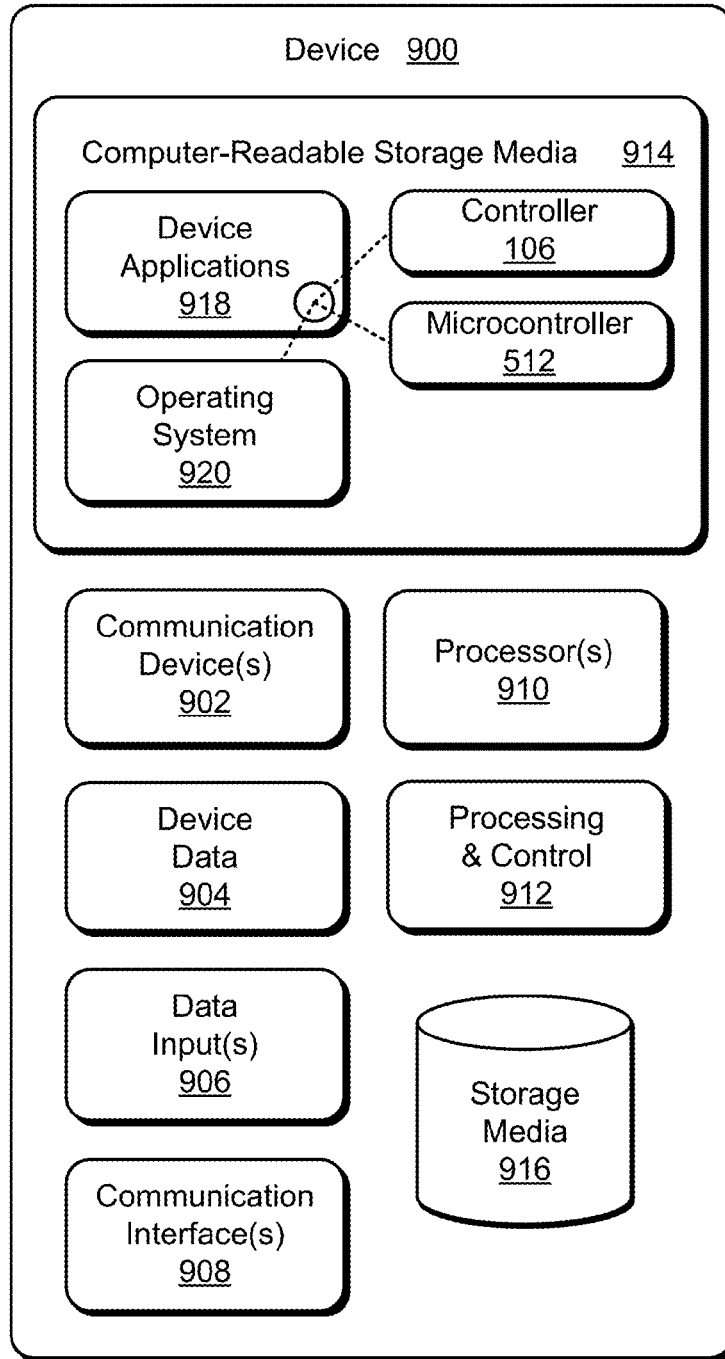 Device 900
Computer-Readable Storage Media 914
Device
Applications
918
Controller
106
Microcontroller
512
Operating
System
920
Communication
Device(s)
902
Processor(s)
910
Device
Data
904
Processing
& Control
912
Data
Input(s)
906
Storage
Media
916
Communication
Interface(s)
908